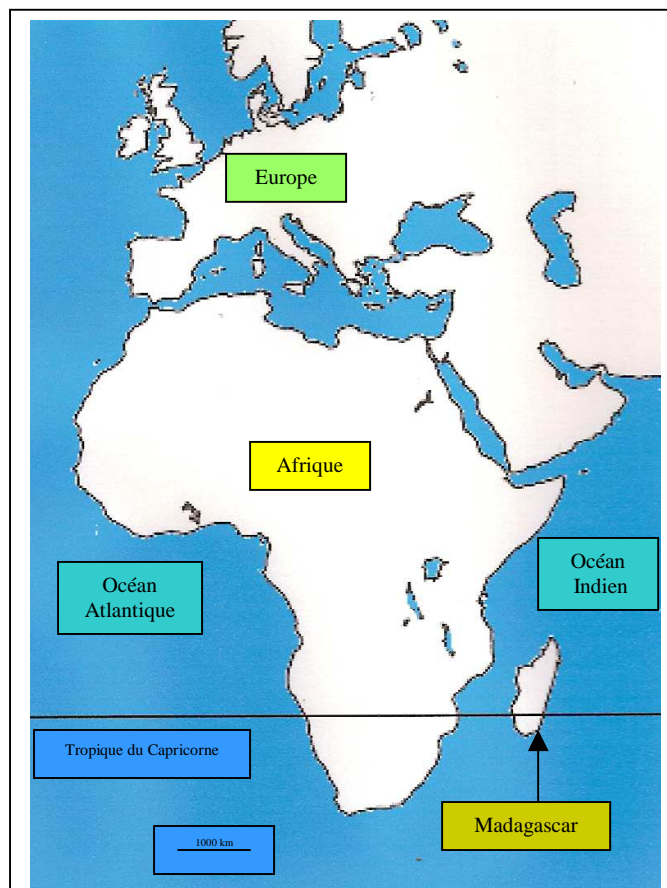 Europe
Afrique
Océan
Atlantique
Océan
Indien
Tropique du Capricorne
Madagascar
1000 km